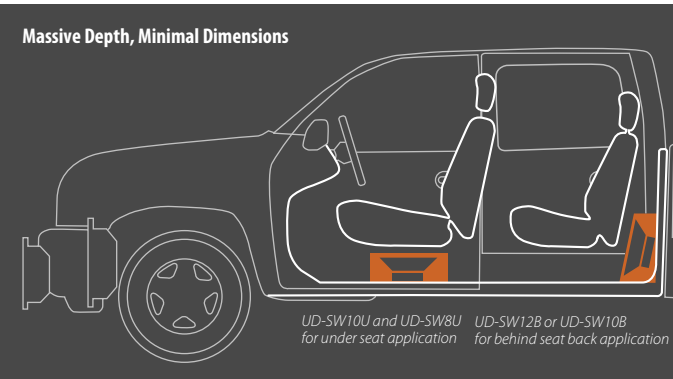 Massive Depth, Minimal Dimensions
UD-SW10U and UD-SW8U
for under seat application
UD-SW12B or UD-SW10B
for behind seat back application